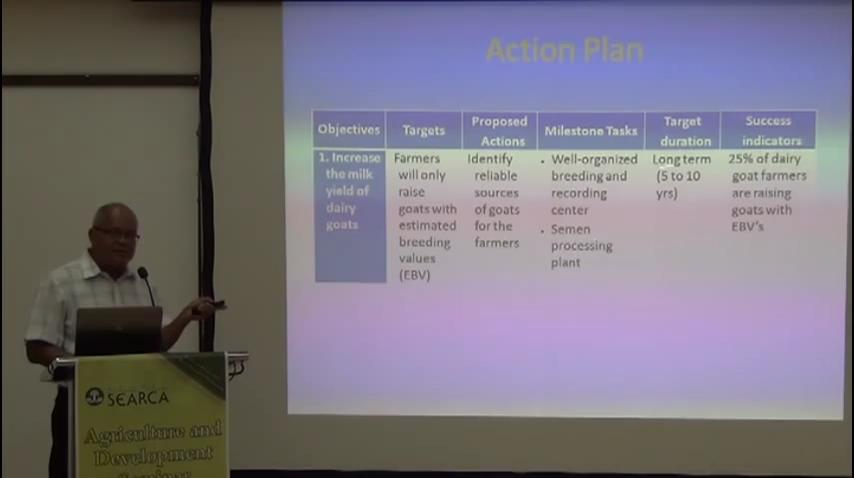 Action Plan
Objectives
Targets
Proposed
Actions
Milestone Tasks
Target
duration
Success
indicators
1. Increase
the milk
yield of
dairy
goats
Farmers
will only
raise
goats with
estimated
breeding
values
(EBV)
Identify
reliable
sources
of goats
for the
farmers
• Well-organized
breeding and
recording
center
• Semen
processing
plant
Long term
(5 to 10
yrs)
25% of dairy
goat farmers
are raising
goats with
EBV's
SEARCA
Agriculture and
Development